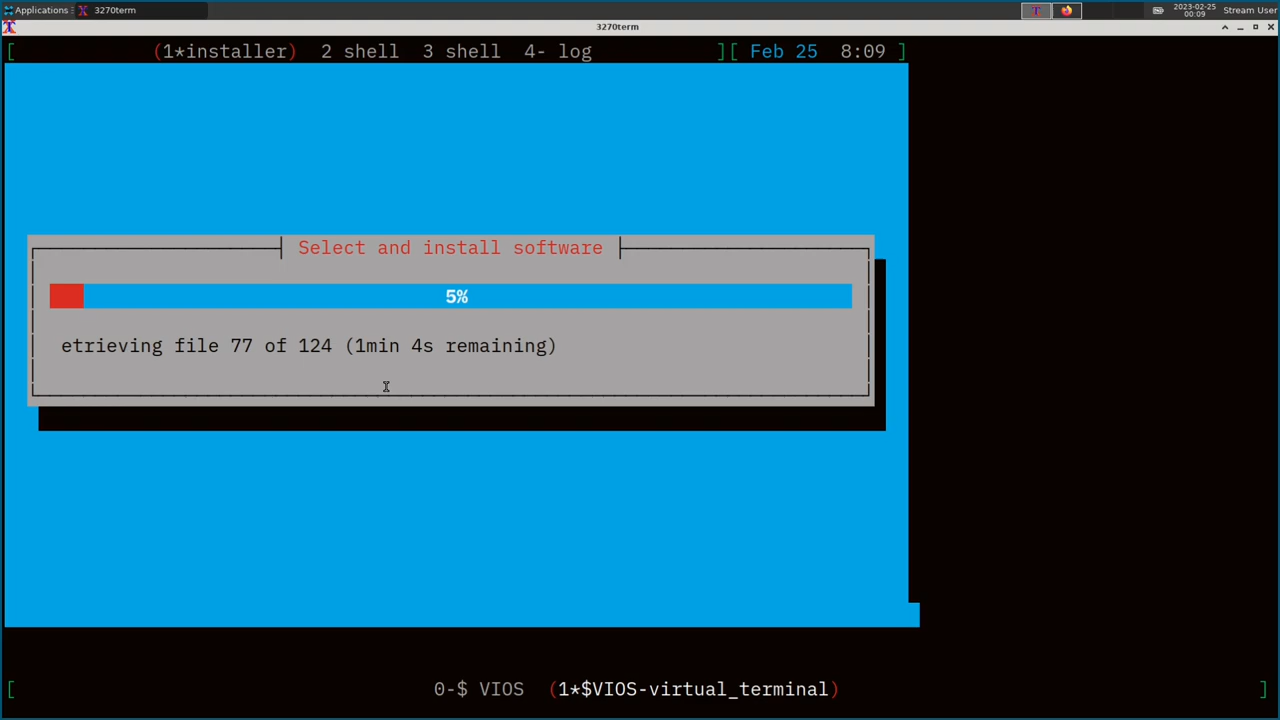 Applications 3270term 2023-02-25 Stream User
00:09
3270term
[ (1*installer) 2 shell 3 shell 4- log ][ Feb 25 8:09 ]
Select and install software
5%
etrieving file 77 of 124 (1min 4s remaining)
[ 0-$ VIOS (1*$VIOS-virtual_terminal) ]